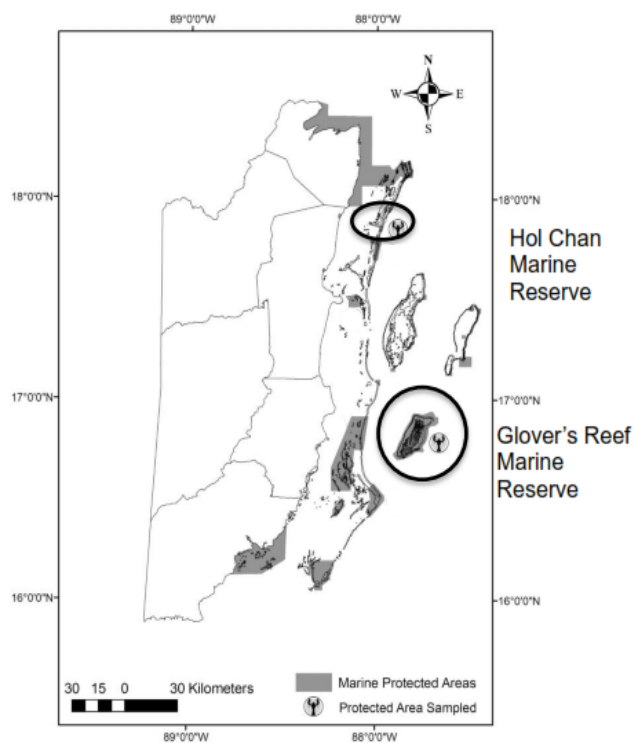 89°0'0"W 88°0'0"W
N
W E
S
18°0'0"N 18°0'0"N
Hol Chan
Marine
Reserve
17°0'0"N 17°0'0"N
Glover's Reef
Marine
Reserve
16°0'0"N 16°0'0"N
30 15 0 30 Kilometers
Marine Protected Areas
Protected Area Sampled
89°0'0"W 88°0'0"W